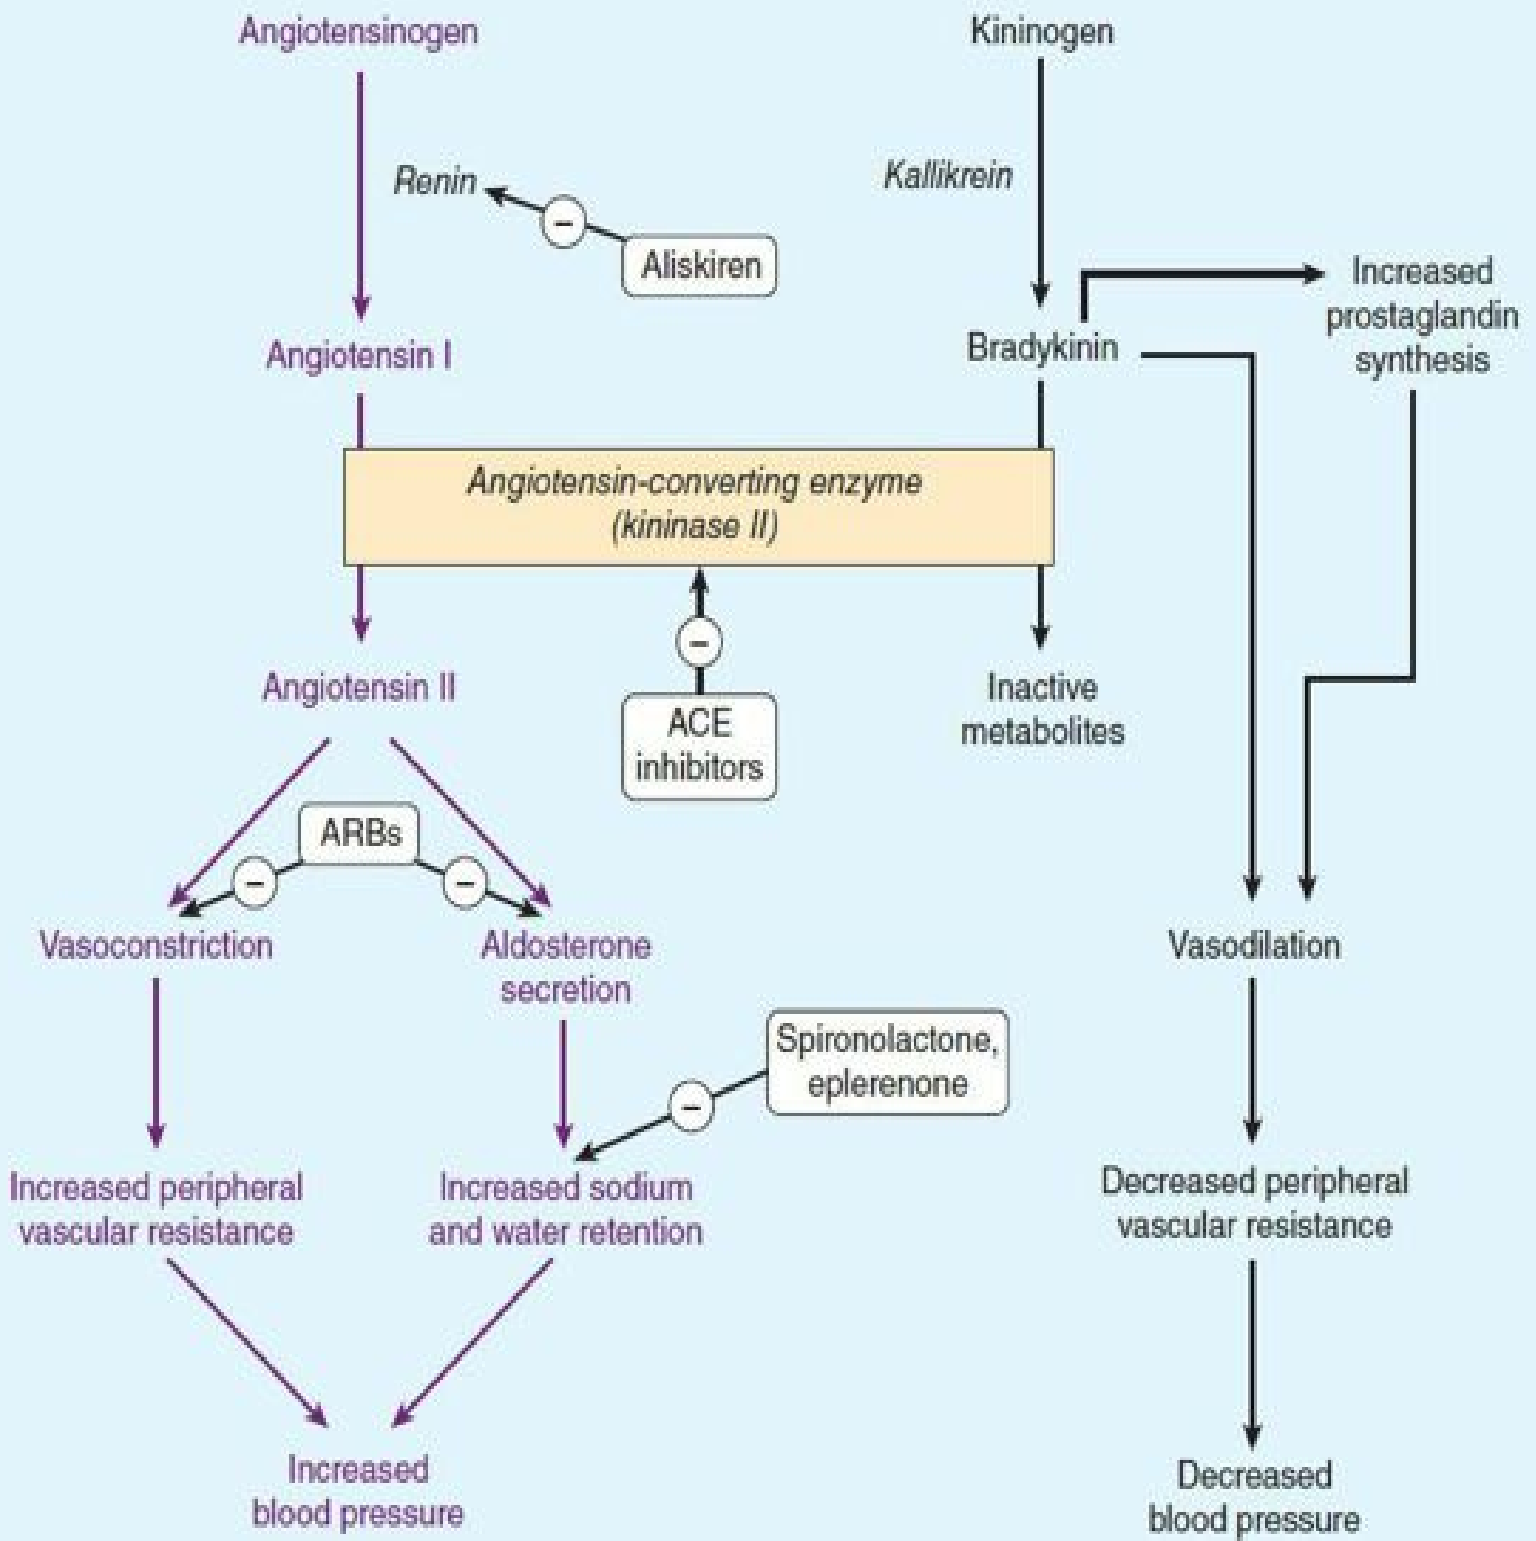 Angiotensinogen
Kininogen
Renin
Kallikrein
Aliskiren
Increased
prostaglandin
synthesis
Angiotensin I
Bradykinin
Angiotensin-converting enzyme
(kininase II)
−
Angiotensin II
ACE
inhibitors
Inactive
metabolites
ARBs
−
−
Vasoconstriction
Aldosterone
secretion
Vasodilation
Spironolactone,
eplerenone
−
−
Increased peripheral
vascular resistance
Increased sodium
and water retention
Decreased peripheral
vascular resistance
Increased
blood pressure
Decreased
blood pressure